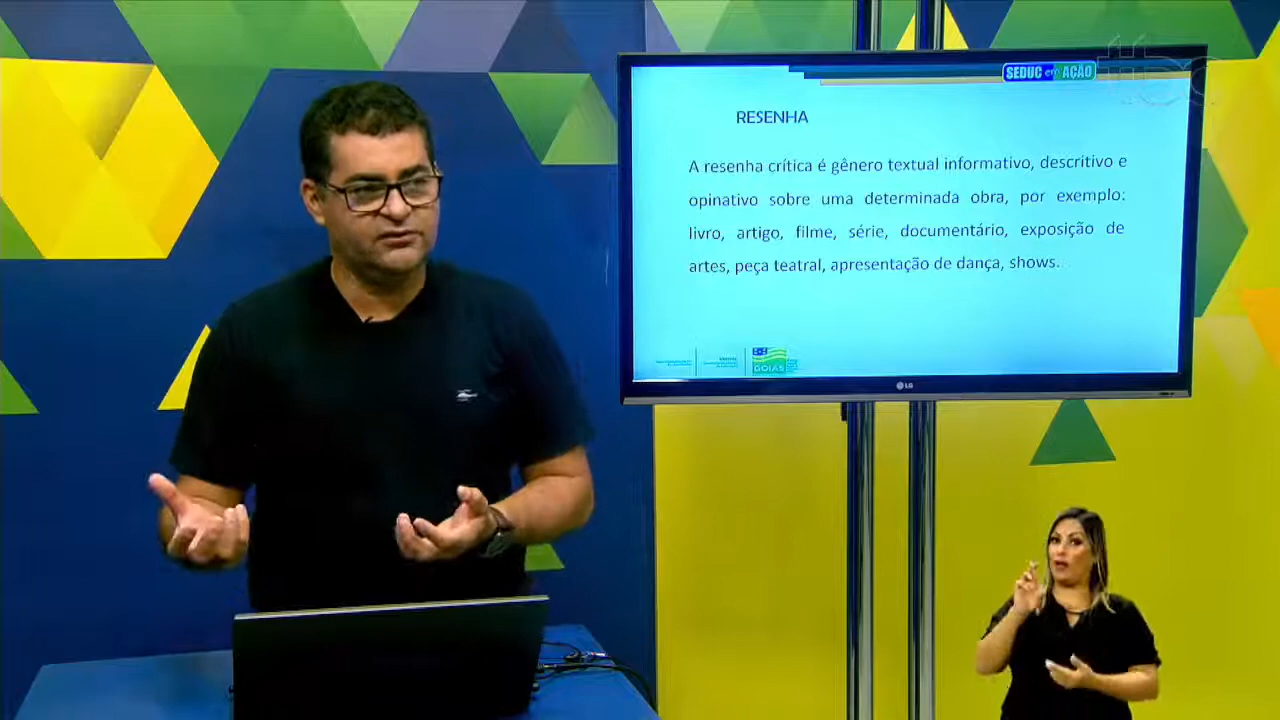 SEDUC em AÇÃO
tbc
RESENHA
A resenha crítica é gênero textual informativo, descritivo e
opinativo sobre uma determinada obra, por exemplo:
livro, artigo, filme, série, documentário, exposição de
artes, peça teatral, apresentação de dança, shows.
GOIÁS
LG